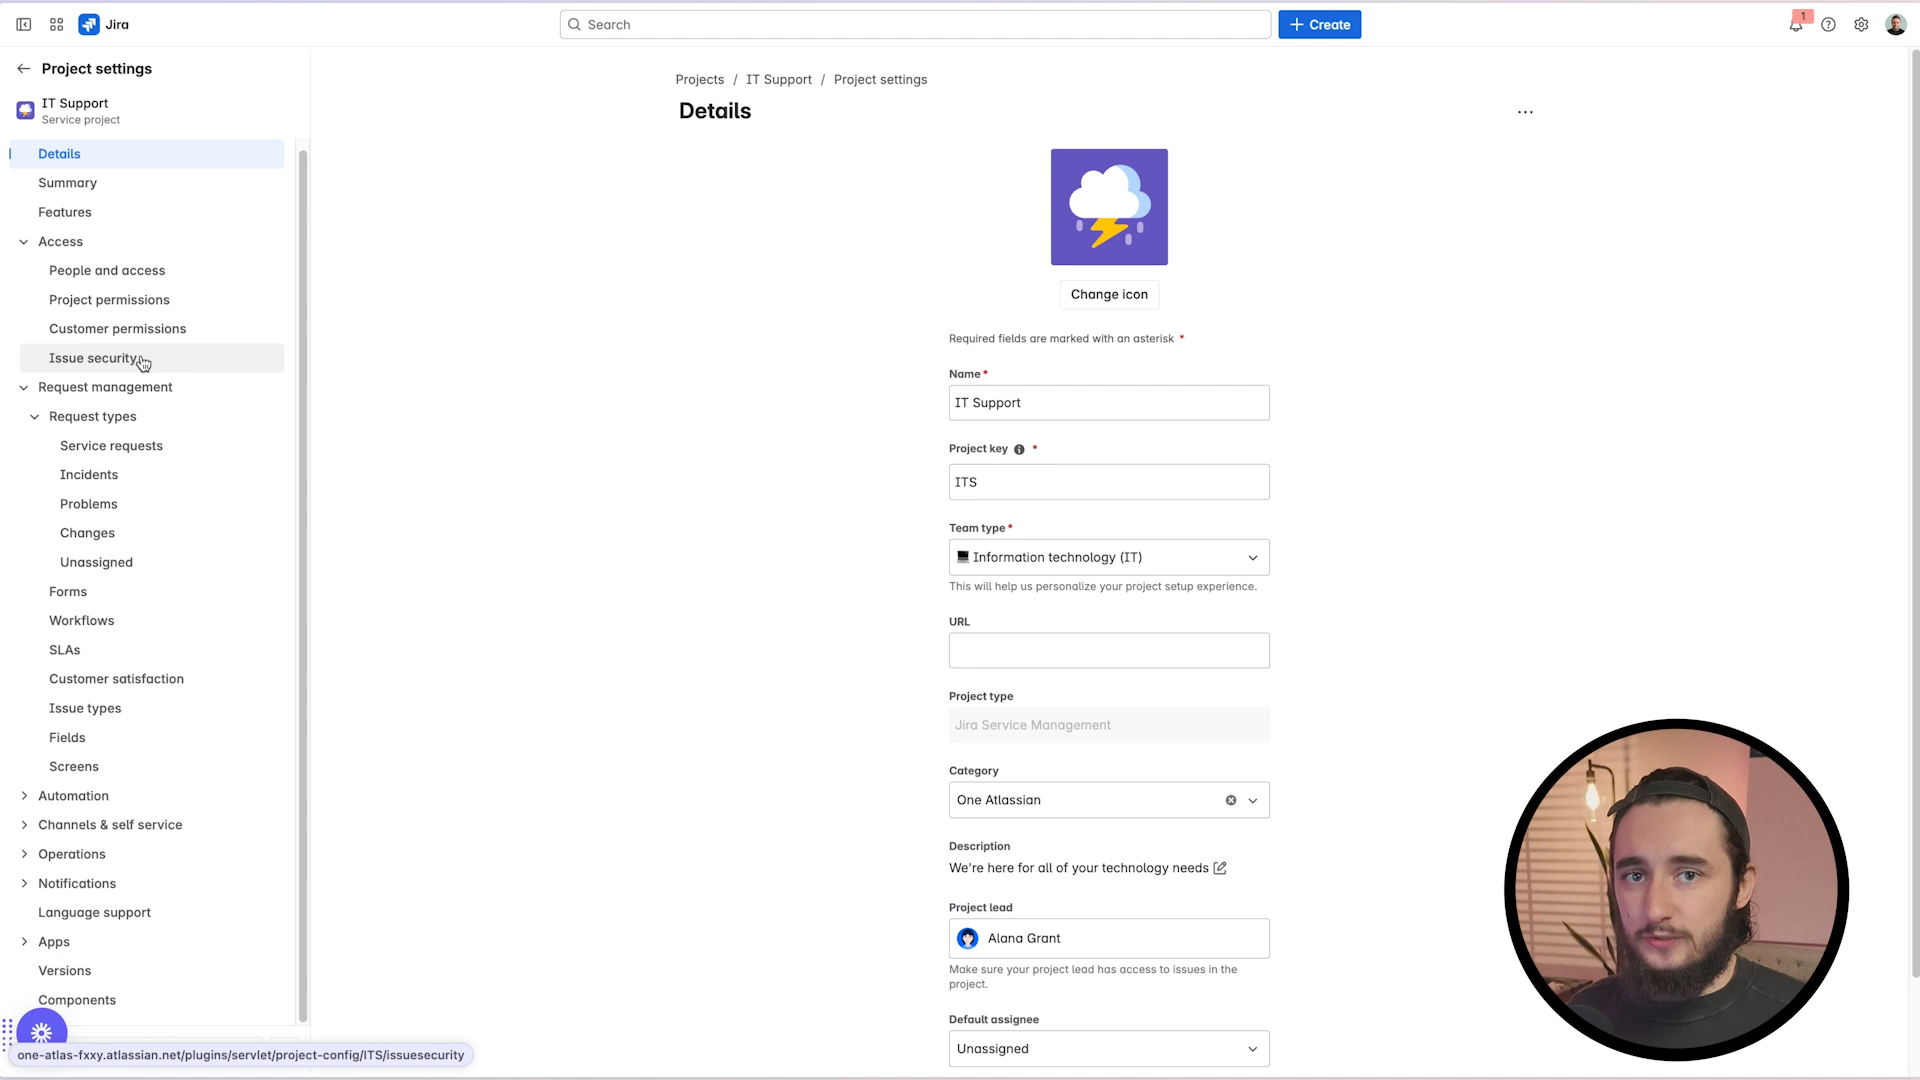 Jira
Search
Create
1
Project settings
IT Support
Service project
Details
Summary
Features
Access
People and access
Project permissions
Customer permissions
Issue security
Request management
Request types
Service requests
Incidents
Problems
Changes
Unassigned
Forms
Workflows
SLAs
Customer satisfaction
Issue types
Fields
Screens
Automation
Channels & self service
Operations
Notifications
Language support
Apps
Versions
Components
one-atlas-fxxy.atlassian.net/plugins/servlet/project-config/ITS/issuesecurity
Projects / IT Support / Project settings
Details
Change icon
Required fields are marked with an asterisk *
Name *
IT Support
Project key *
ITS
Team type *
Information technology (IT)
This will help us personalize your project setup experience.
URL
Project type
Jira Service Management
Category
One Atlassian
Description
We're here for all of your technology needs
Project lead
Alana Grant
Make sure your project lead has access to issues in the
project.
Default assignee
Unassigned